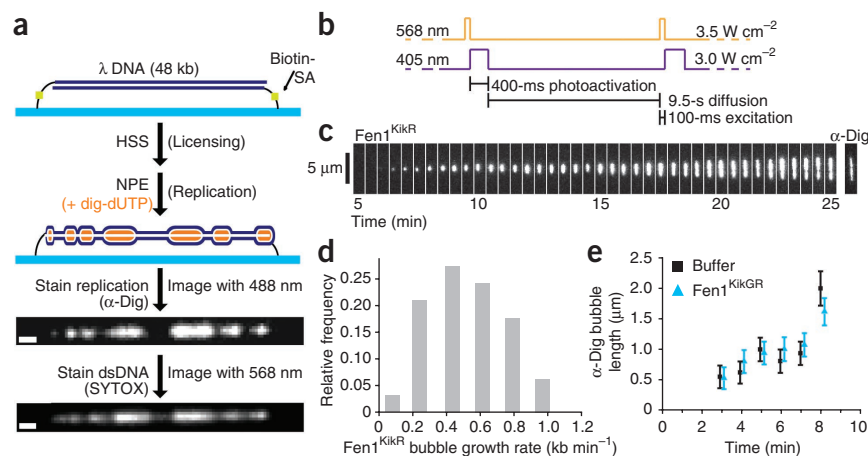 a
λ DNA (48 kb)
Biotin-
SA
HSS (Licensing)
NPE (Replication)
(+ dig-dUTP)
Stain replication Image with 488 nm
(α-Dig)
Stain dsDNA Image with 568 nm
(SYTOX)
b
568 nm 3.5 W cm⁻²
405 nm 3.0 W cm⁻²
400-ms photoactivation
9.5-s diffusion
100-ms excitation
c
Fen1ᴷⁱᵏᴿ α-Dig
5 μm
5 10 15 20 25
Time (min)
d
Relative frequency
0.25
0.20
0.15
0.10
0.05
0
0 0.2 0.4 0.6 0.8 1.0 1.2
Fen1ᴷⁱᵏᴿ bubble growth rate (kb min⁻¹)
e
α-Dig bubble
length (μm)
2.5
2.0
1.5
1.0
0.5
0
Buffer
Fen1ᴷⁱᵏᴳᴿ
0 2 4 6 8 10
Time (min)